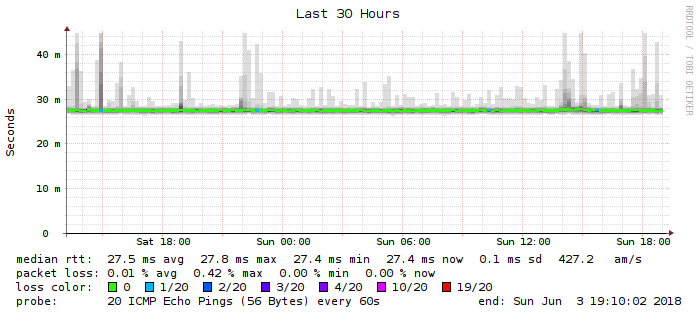 Last 30 Hours
RRDTOOL / TOBI OETIKER
Seconds
40 m
30 m
20 m
10 m
0
Sat 18:00 Sun 00:00 Sun 06:00 Sun 12:00 Sun 18:00
median rtt: 27.5 ms avg 27.8 ms max 27.4 ms min 27.4 ms now 0.1 ms sd 427.2 am/s
packet loss: 0.01 % avg 0.42 % max 0.00 % min 0.00 % now
loss color: 0 1/20 2/20 3/20 4/20 10/20 19/20
probe: 20 ICMP Echo Pings (56 Bytes) every 60s end: Sun Jun 3 19:10:02 2018